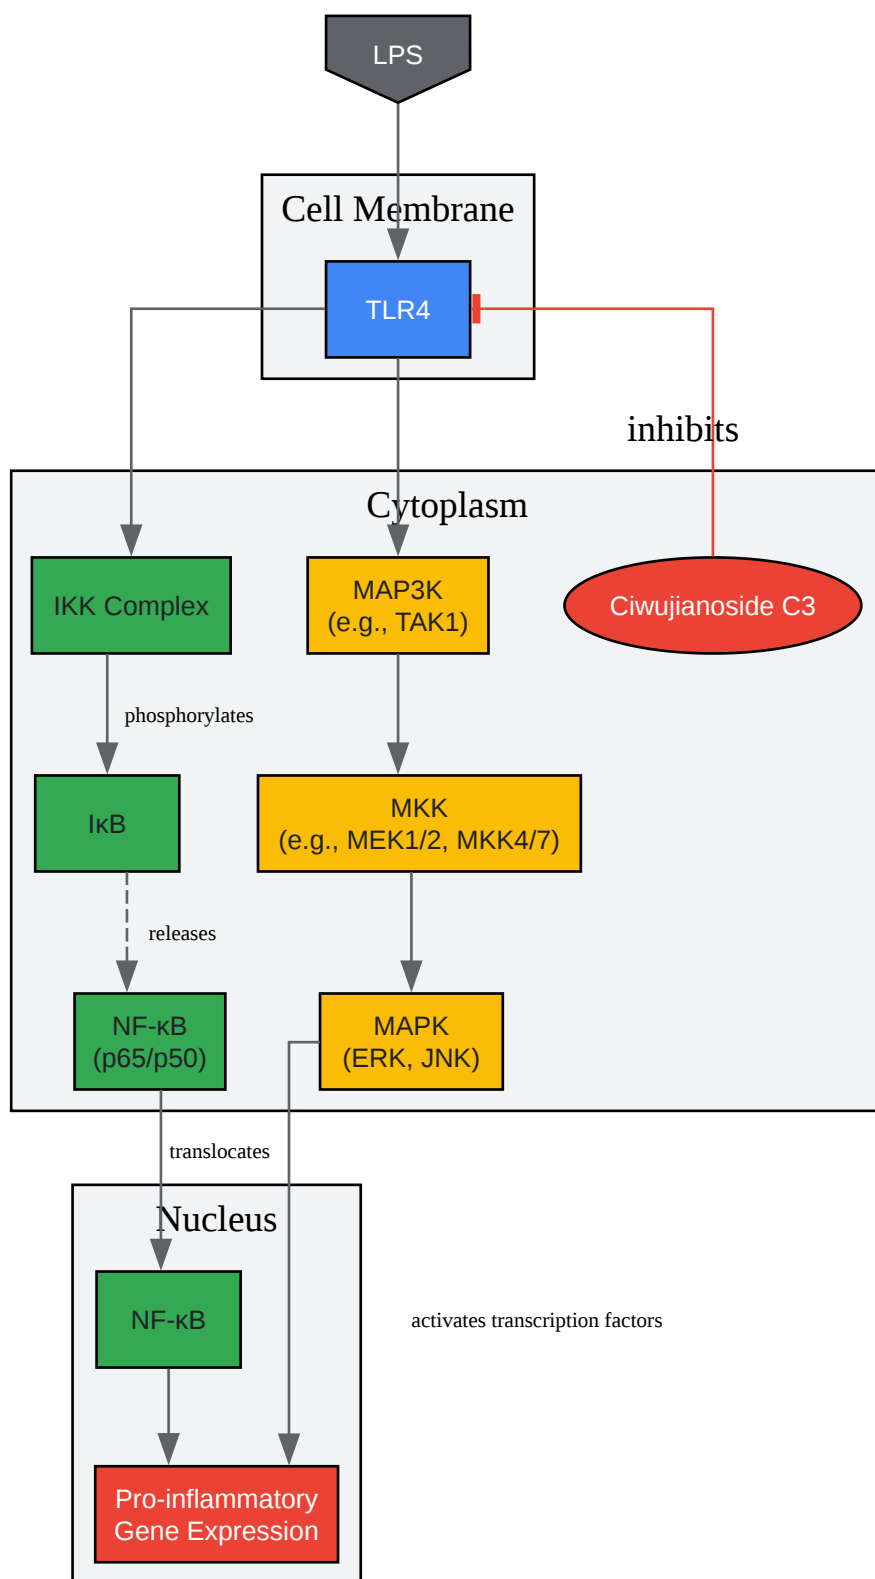 LPS
Cell Membrane
TLR4
inhibits
Cytoplasm
IKK Complex
MAP3K
(e.g., TAK1)
Ciwujianoside C3
phosphorylates
IκB
MKK
(e.g., MEK1/2, MKK4/7)
releases
NF-κB
(p65/p50)
MAPK
(ERK, JNK)
translocates
Nucleus
NF-κB
activates transcription factors
Pro-inflammatory
Gene Expression